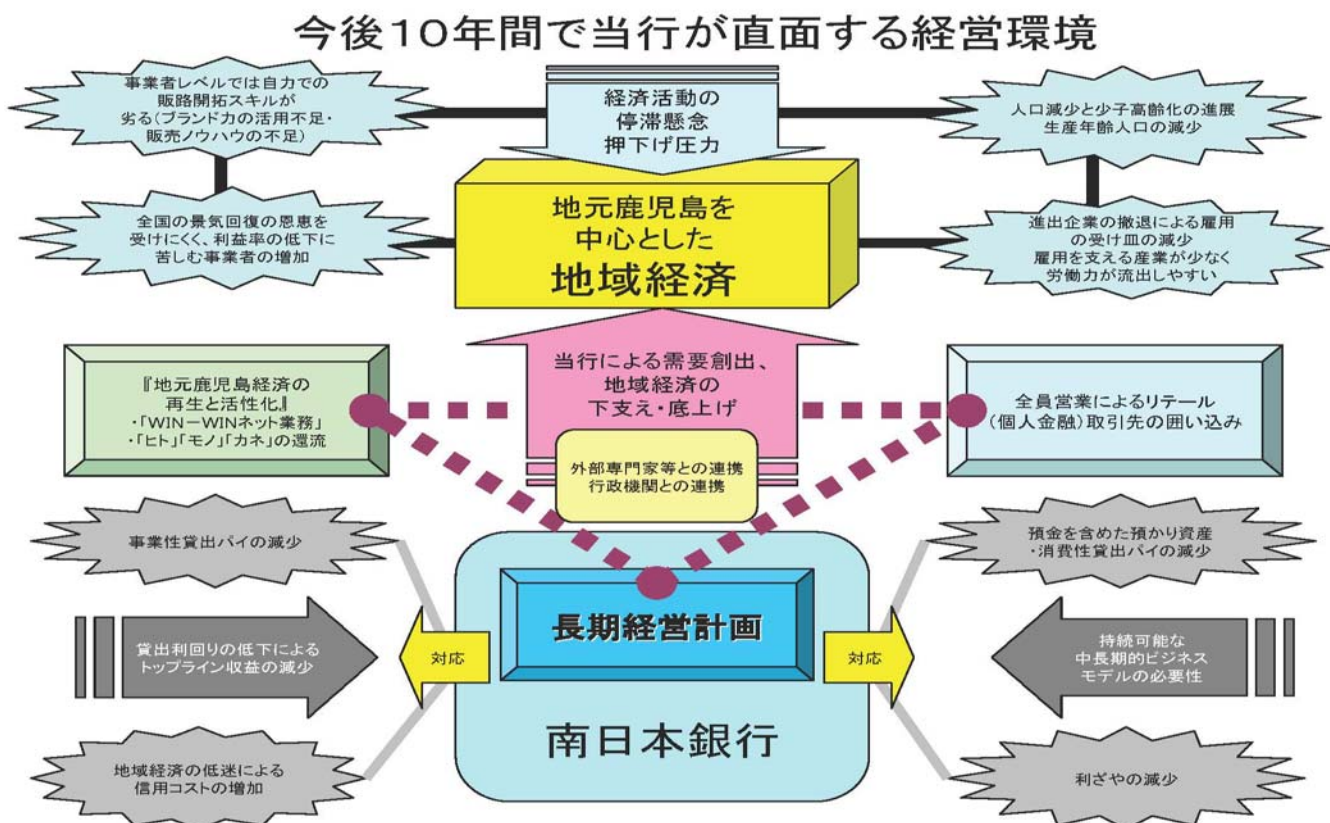 今後10年間で当行が直面する経営環境
事業者レベルでは自力での
販路開拓スキルが
劣る(ブランド力の活用不足・
販売ノウハウの不足)
経済活動の
停滞懸念
押下げ圧力
人口減少と少子高齢化の進展
生産年齢人口の減少
全国の景気回復の恩恵を
受けにくく、利益率の低下に
苦しむ事業者の増加
地元鹿児島を
中心とした
地域経済
進出企業の撤退による雇用
の受け皿の減少
雇用を支える産業が少なく
労働力が流出しやすい
『地元鹿児島経済の
再生と活性化』
・「WIN-WINネット業務」
・「ヒト」「モノ」「カネ」の還流
当行による需要創出、
地域経済の
下支え・底上げ
全員営業によるリテール
(個人金融)取引先の囲い込み
外部専門家等との連携
行政機関との連携
事業性貸出パイの減少
預金を含めた預かり資産
・消費性貸出パイの減少
長期経営計画
貸出利回りの低下による
トップライン収益の減少
対応
対応
持続可能な
中長期的ビジネス
モデルの必要性
南日本銀行
地域経済の低迷による
信用コストの増加
利ざやの減少